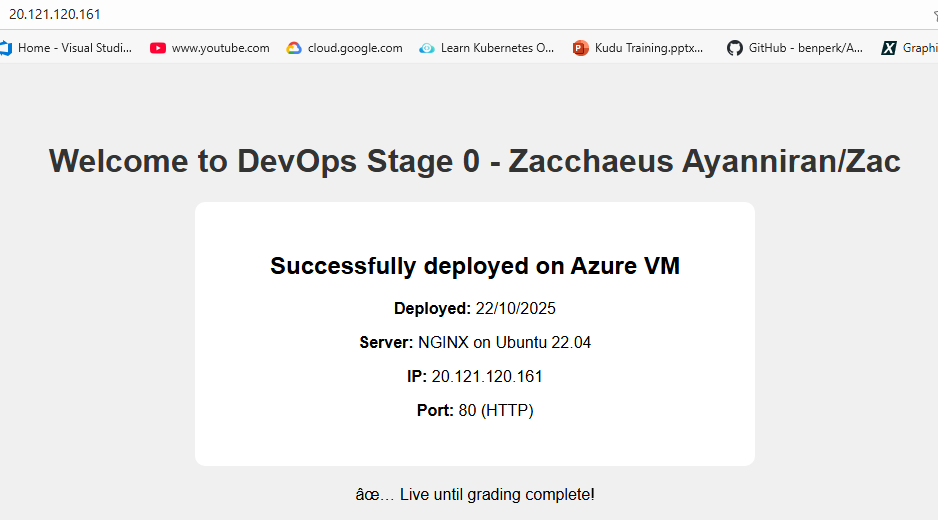 20.121.120.161
Home - Visual Studi... www.youtube.com cloud.google.com Learn Kubernetes O... Kudu Training.pptx... GitHub - benperk/A... Graphi
Welcome to DevOps Stage 0 - Zacchaeus Ayanniran/Zac
Successfully deployed on Azure VM
Deployed: 22/10/2025
Server: NGINX on Ubuntu 22.04
IP: 20.121.120.161
Port: 80 (HTTP)
âœ… Live until grading complete!